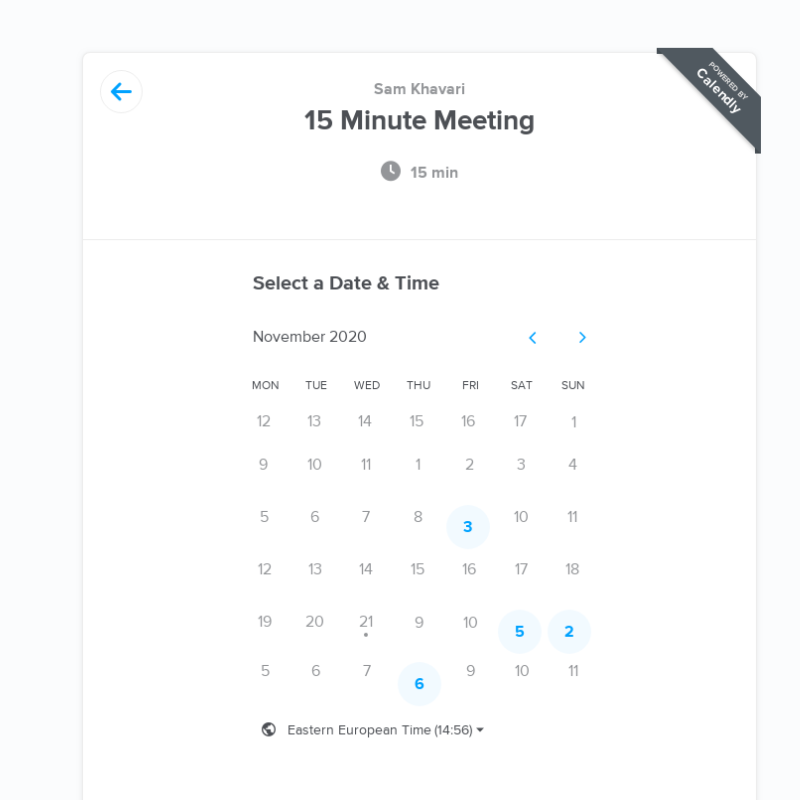 POWERED BY
Calendly
Sam Khavari
15 Minute Meeting
15 min
Select a Date & Time
November 2020
MON TUE WED THU FRI SAT SUN
12 13 14 15 16 17 1
9 10 11 1 2 3 4
5 6 7 8 3 10 11
12 13 14 15 16 17 18
19 20 21 9 10 5 2
5 6 7 6 9 10 11
Eastern European Time (14:56)